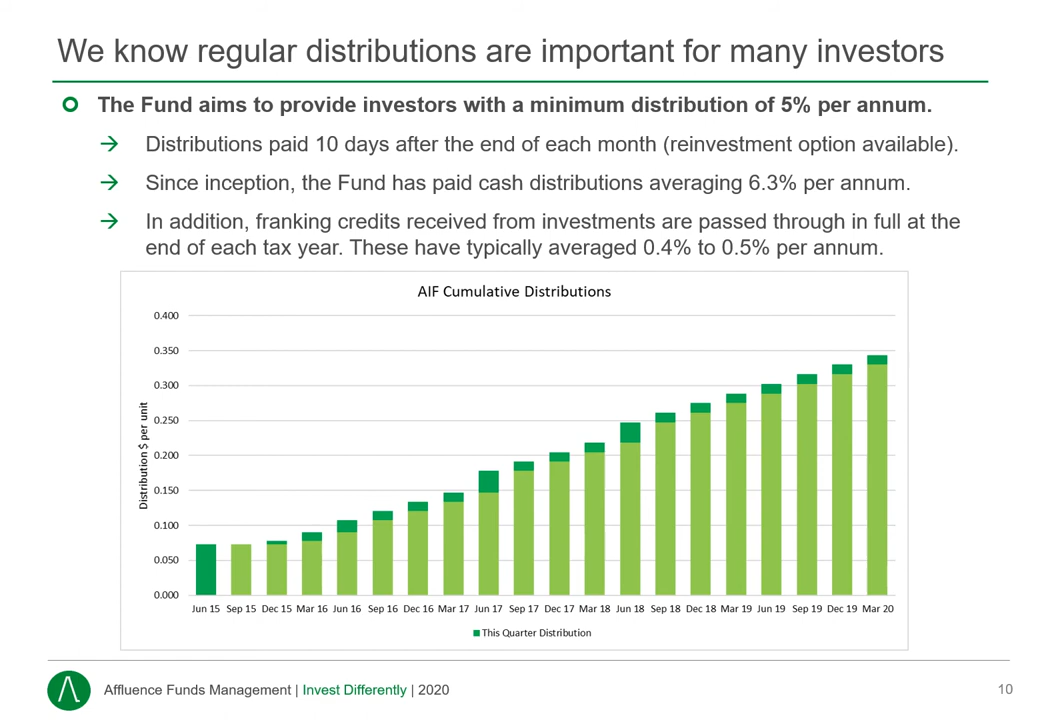 We know regular distributions are important for many investors
The Fund aims to provide investors with a minimum distribution of 5% per annum.
Distributions paid 10 days after the end of each month (reinvestment option available).
Since inception, the Fund has paid cash distributions averaging 6.3% per annum.
In addition, franking credits received from investments are passed through in full at the
end of each tax year. These have typically averaged 0.4% to 0.5% per annum.
AIF Cumulative Distributions
Distribution $ per unit
0.400
0.350
0.300
0.250
0.200
0.150
0.100
0.050
0.000
Jun 15 Sep 15 Dec 15 Mar 16 Jun 16 Sep 16 Dec 16 Mar 17 Jun 17 Sep 17 Dec 17 Mar 18 Jun 18 Sep 18 Dec 18 Mar 19 Jun 19 Sep 19 Dec 19 Mar 20
This Quarter Distribution
Affluence Funds Management | Invest Differently | 2020
10